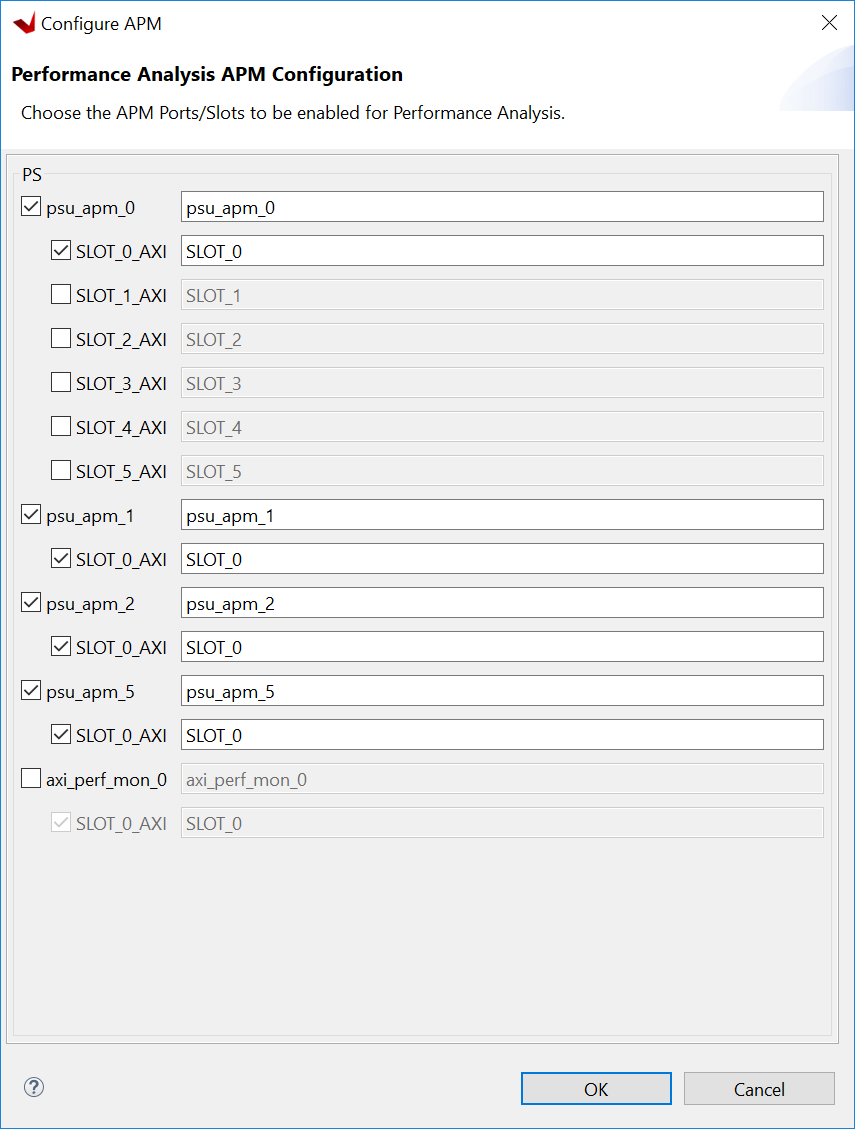 Configure APM
Performance Analysis APM Configuration
Choose the APM Ports/Slots to be enabled for Performance Analysis.
PS
psu_apm_0 psu_apm_0
SLOT_0_AXI SLOT_0
SLOT_1_AXI SLOT_1
SLOT_2_AXI SLOT_2
SLOT_3_AXI SLOT_3
SLOT_4_AXI SLOT_4
SLOT_5_AXI SLOT_5
psu_apm_1 psu_apm_1
SLOT_0_AXI SLOT_0
psu_apm_2 psu_apm_2
SLOT_0_AXI SLOT_0
psu_apm_5 psu_apm_5
SLOT_0_AXI SLOT_0
axi_perf_mon_0 axi_perf_mon_0
SLOT_0_AXI SLOT_0
? OK Cancel